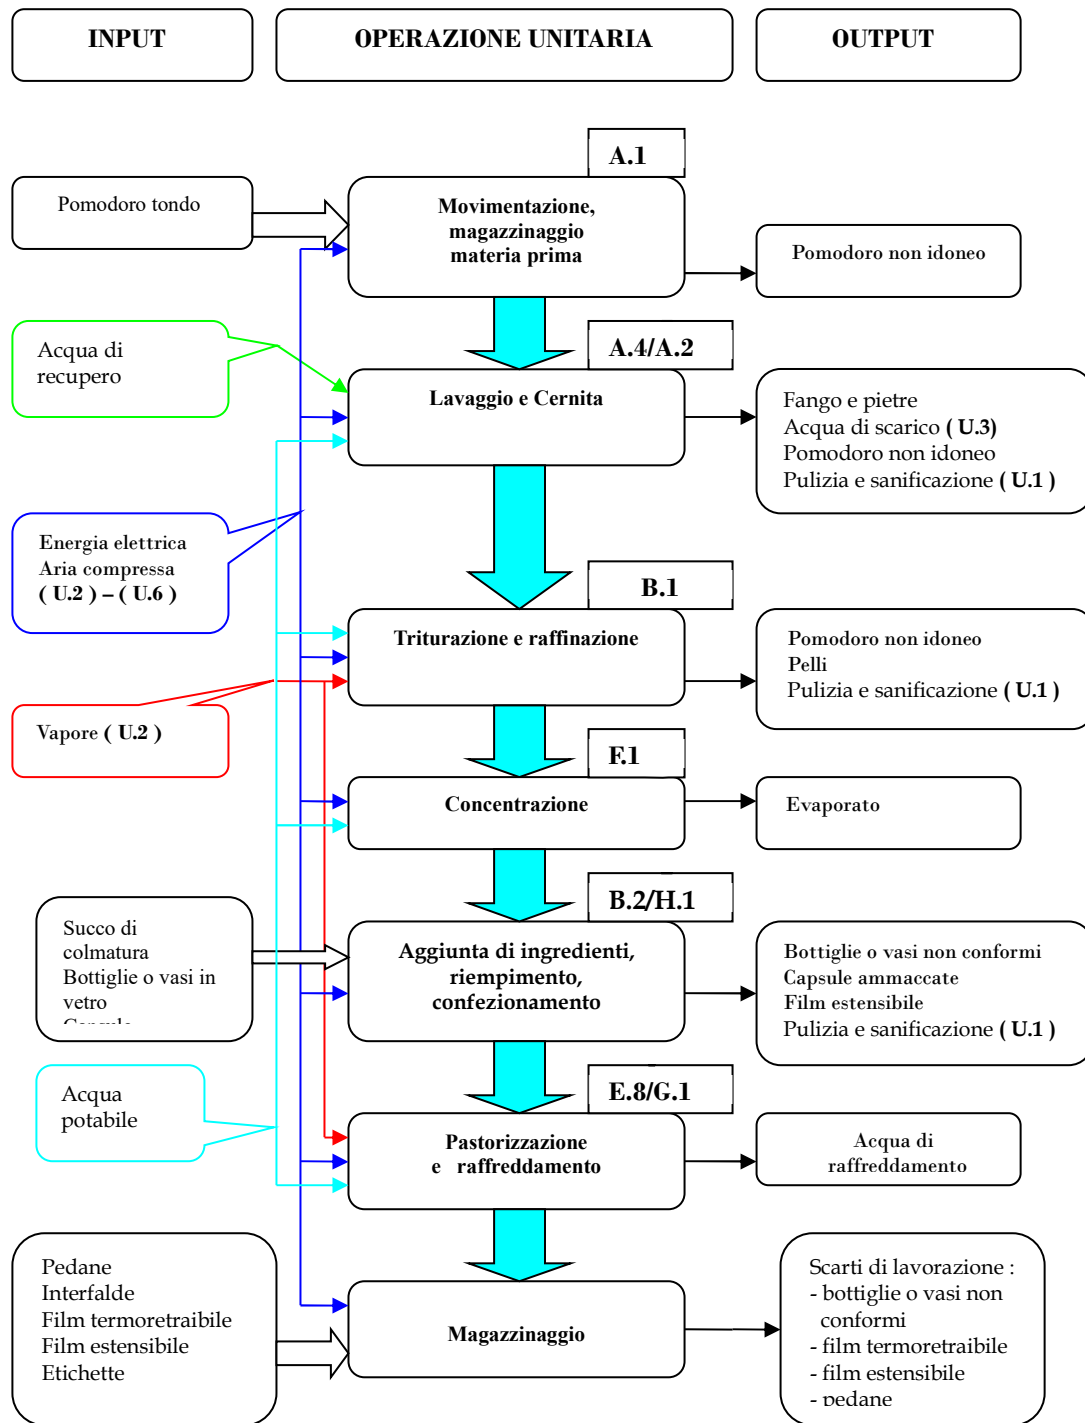 INPUT
OPERAZIONE UNITARIA
OUTPUT
A.1
Pomodoro tondo
Movimentazione,
magazzinaggio
materia prima
Pomodoro non idoneo
Acqua di
recupero
A.4/A.2
Lavaggio e Cernita
Fango e pietre
Acqua di scarico ( U.3)
Pomodoro non idoneo
Pulizia e sanificazione ( U.1 )
Energia elettrica
Aria compressa
( U.2 ) – ( U.6 )
B.1
Triturazione e raffinazione
Pomodoro non idoneo
Pelli
Pulizia e sanificazione ( U.1 )
Vapore ( U.2 )
F.1
Concentrazione
Evaporato
B.2/H.1
Succo di
colmatura
Bottiglie o vasi in
vetro
Aggiunta di ingredienti,
riempimento,
confezionamento
Bottiglie o vasi non conformi
Capsule ammaccate
Film estensibile
Pulizia e sanificazione ( U.1 )
Acqua
potabile
E.8/G.1
Pastorizzazione
e raffreddamento
Acqua di
raffreddamento
Pedane
Interfalde
Film termoretraibile
Film estensibile
Etichette
Magazzinaggio
Scarti di lavorazione :
- bottiglie o vasi non
conformi
- film termoretraibile
- film estensibile
- pedane